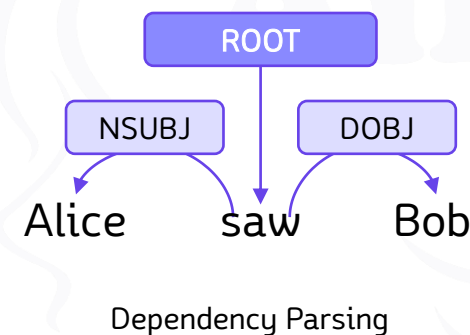 ROOT
NSUBJ DOBJ
Alice saw Bob
Dependency Parsing